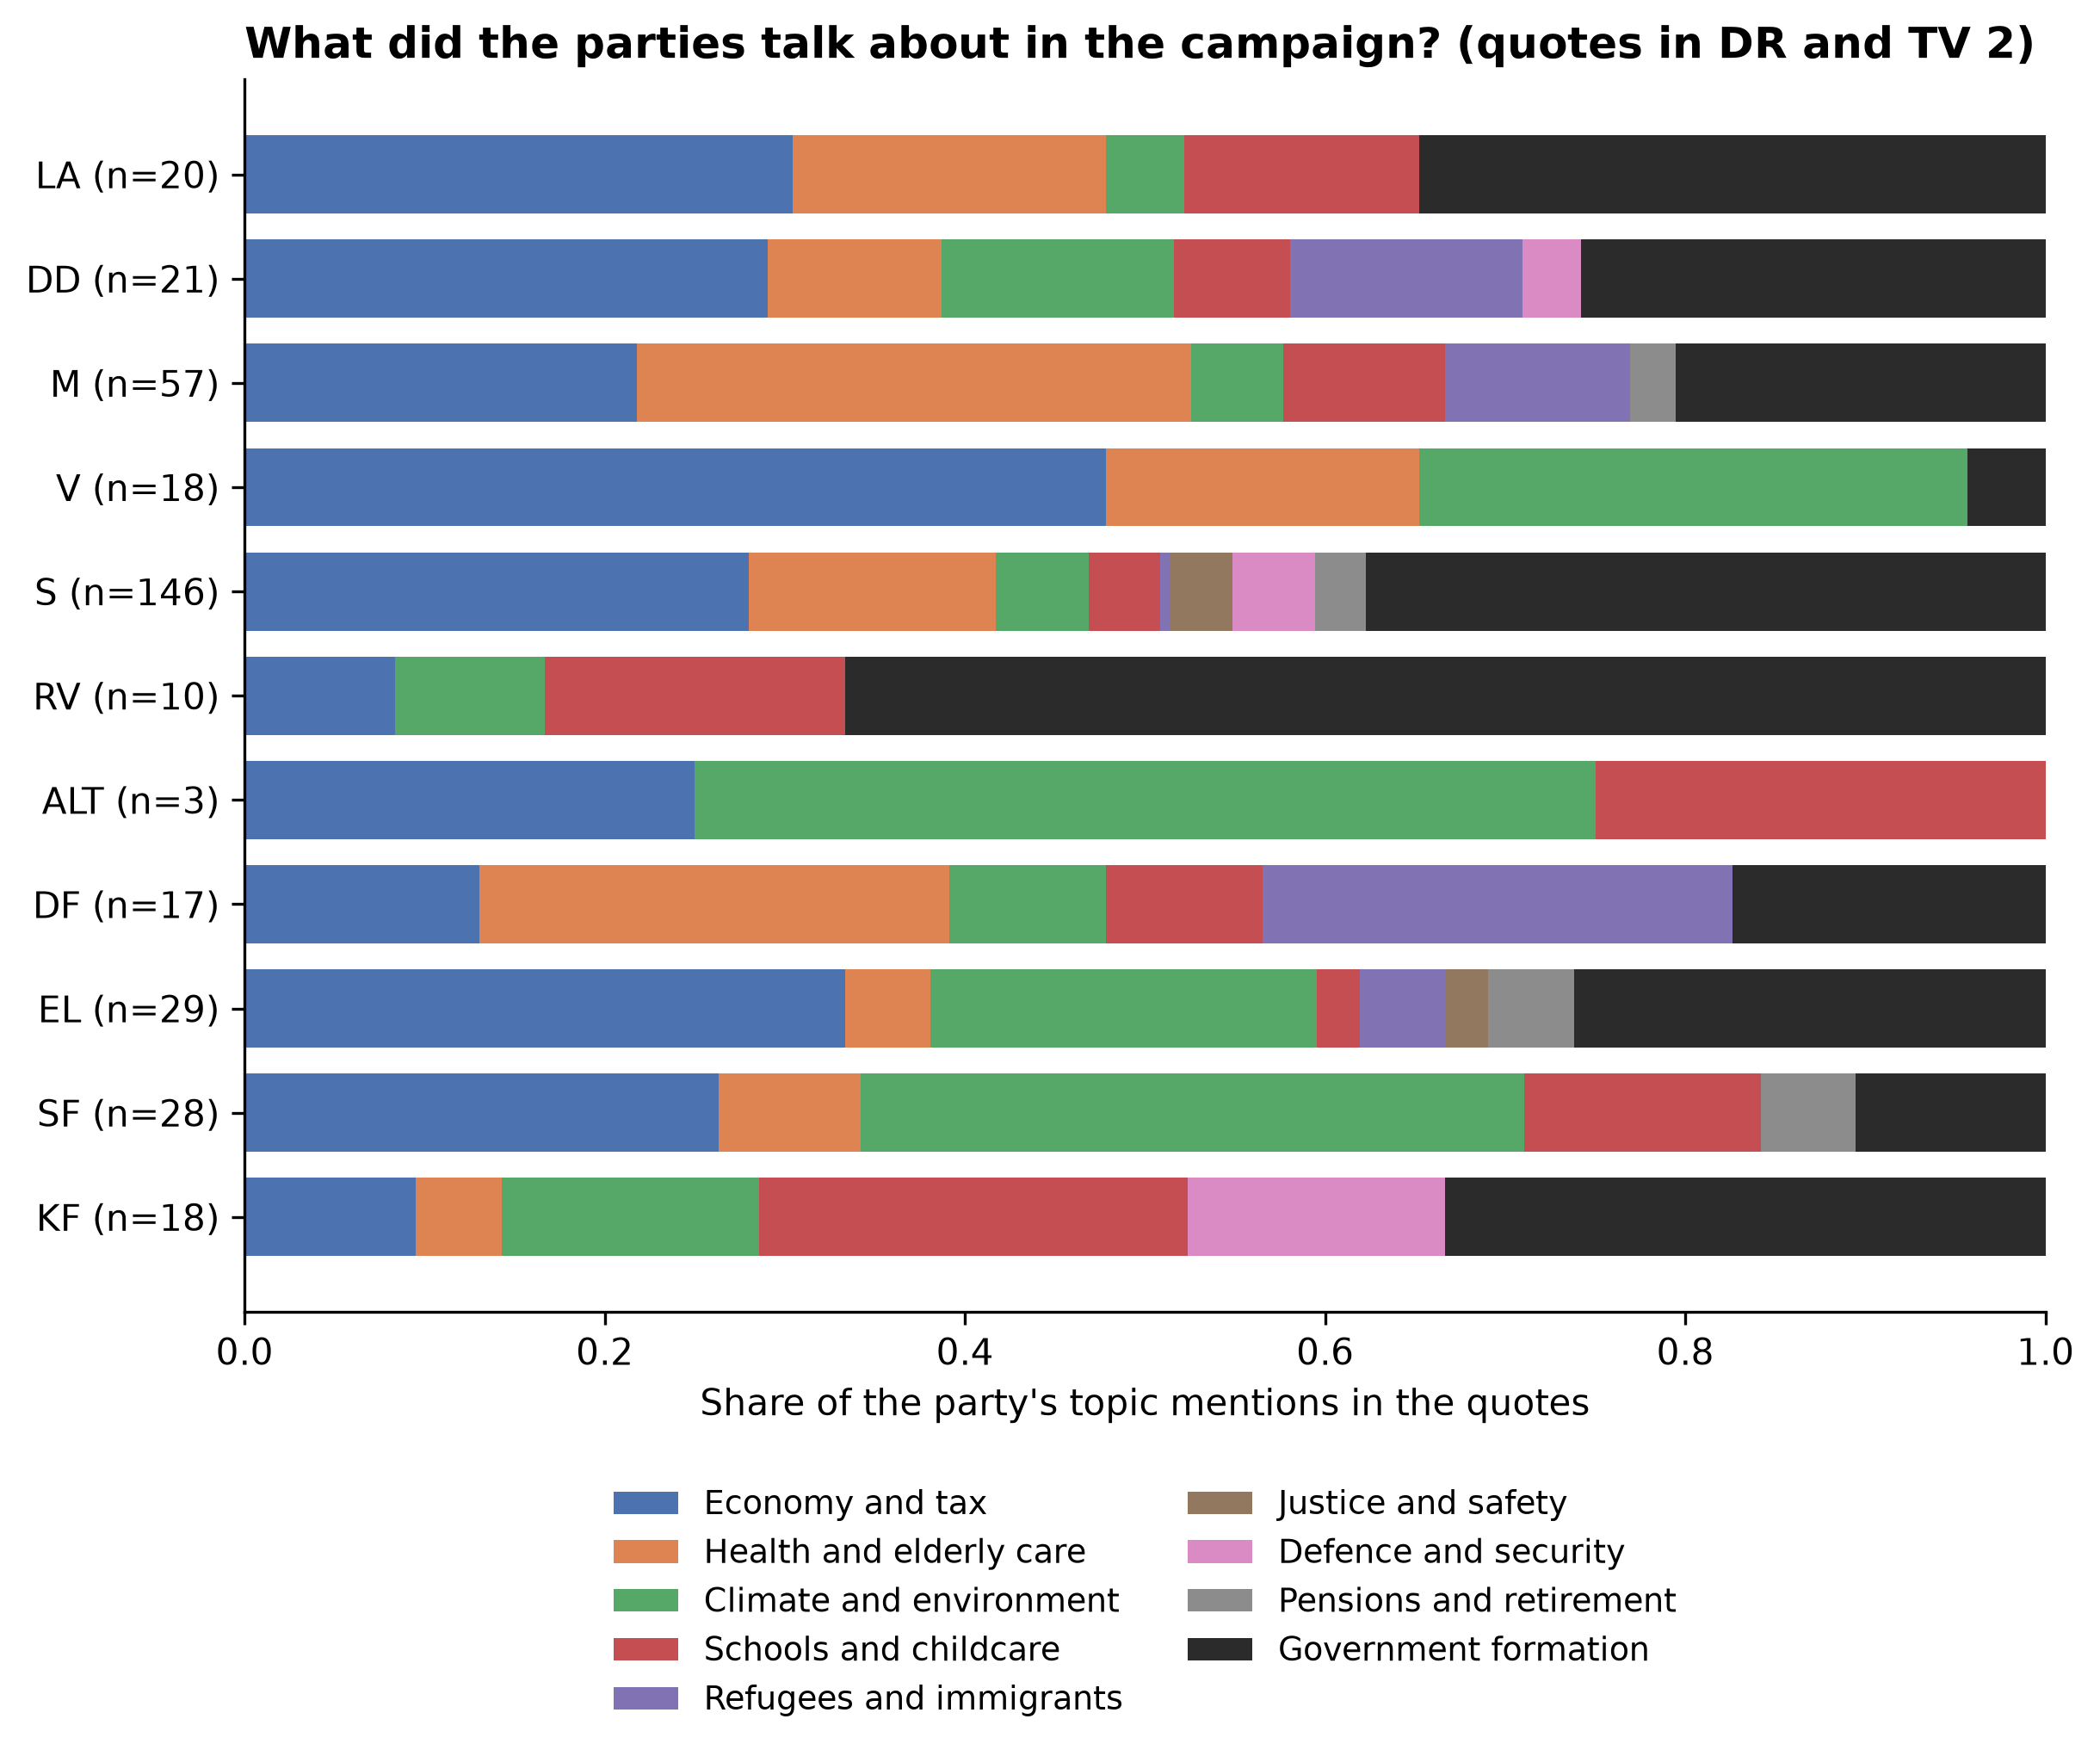 What did the parties talk about in the campaign? (quotes in DR and TV 2)
LA (n=20)
DD (n=21)
M (n=57)
V (n=18)
S (n=146)
RV (n=10)
ALT (n=3)
DF (n=17)
EL (n=29)
SF (n=28)
KF (n=18)
0.0 0.2 0.4 0.6 0.8 1.0
Share of the party's topic mentions in the quotes
Economy and tax
Health and elderly care
Climate and environment
Schools and childcare
Refugees and immigrants
Justice and safety
Defence and security
Pensions and retirement
Government formation